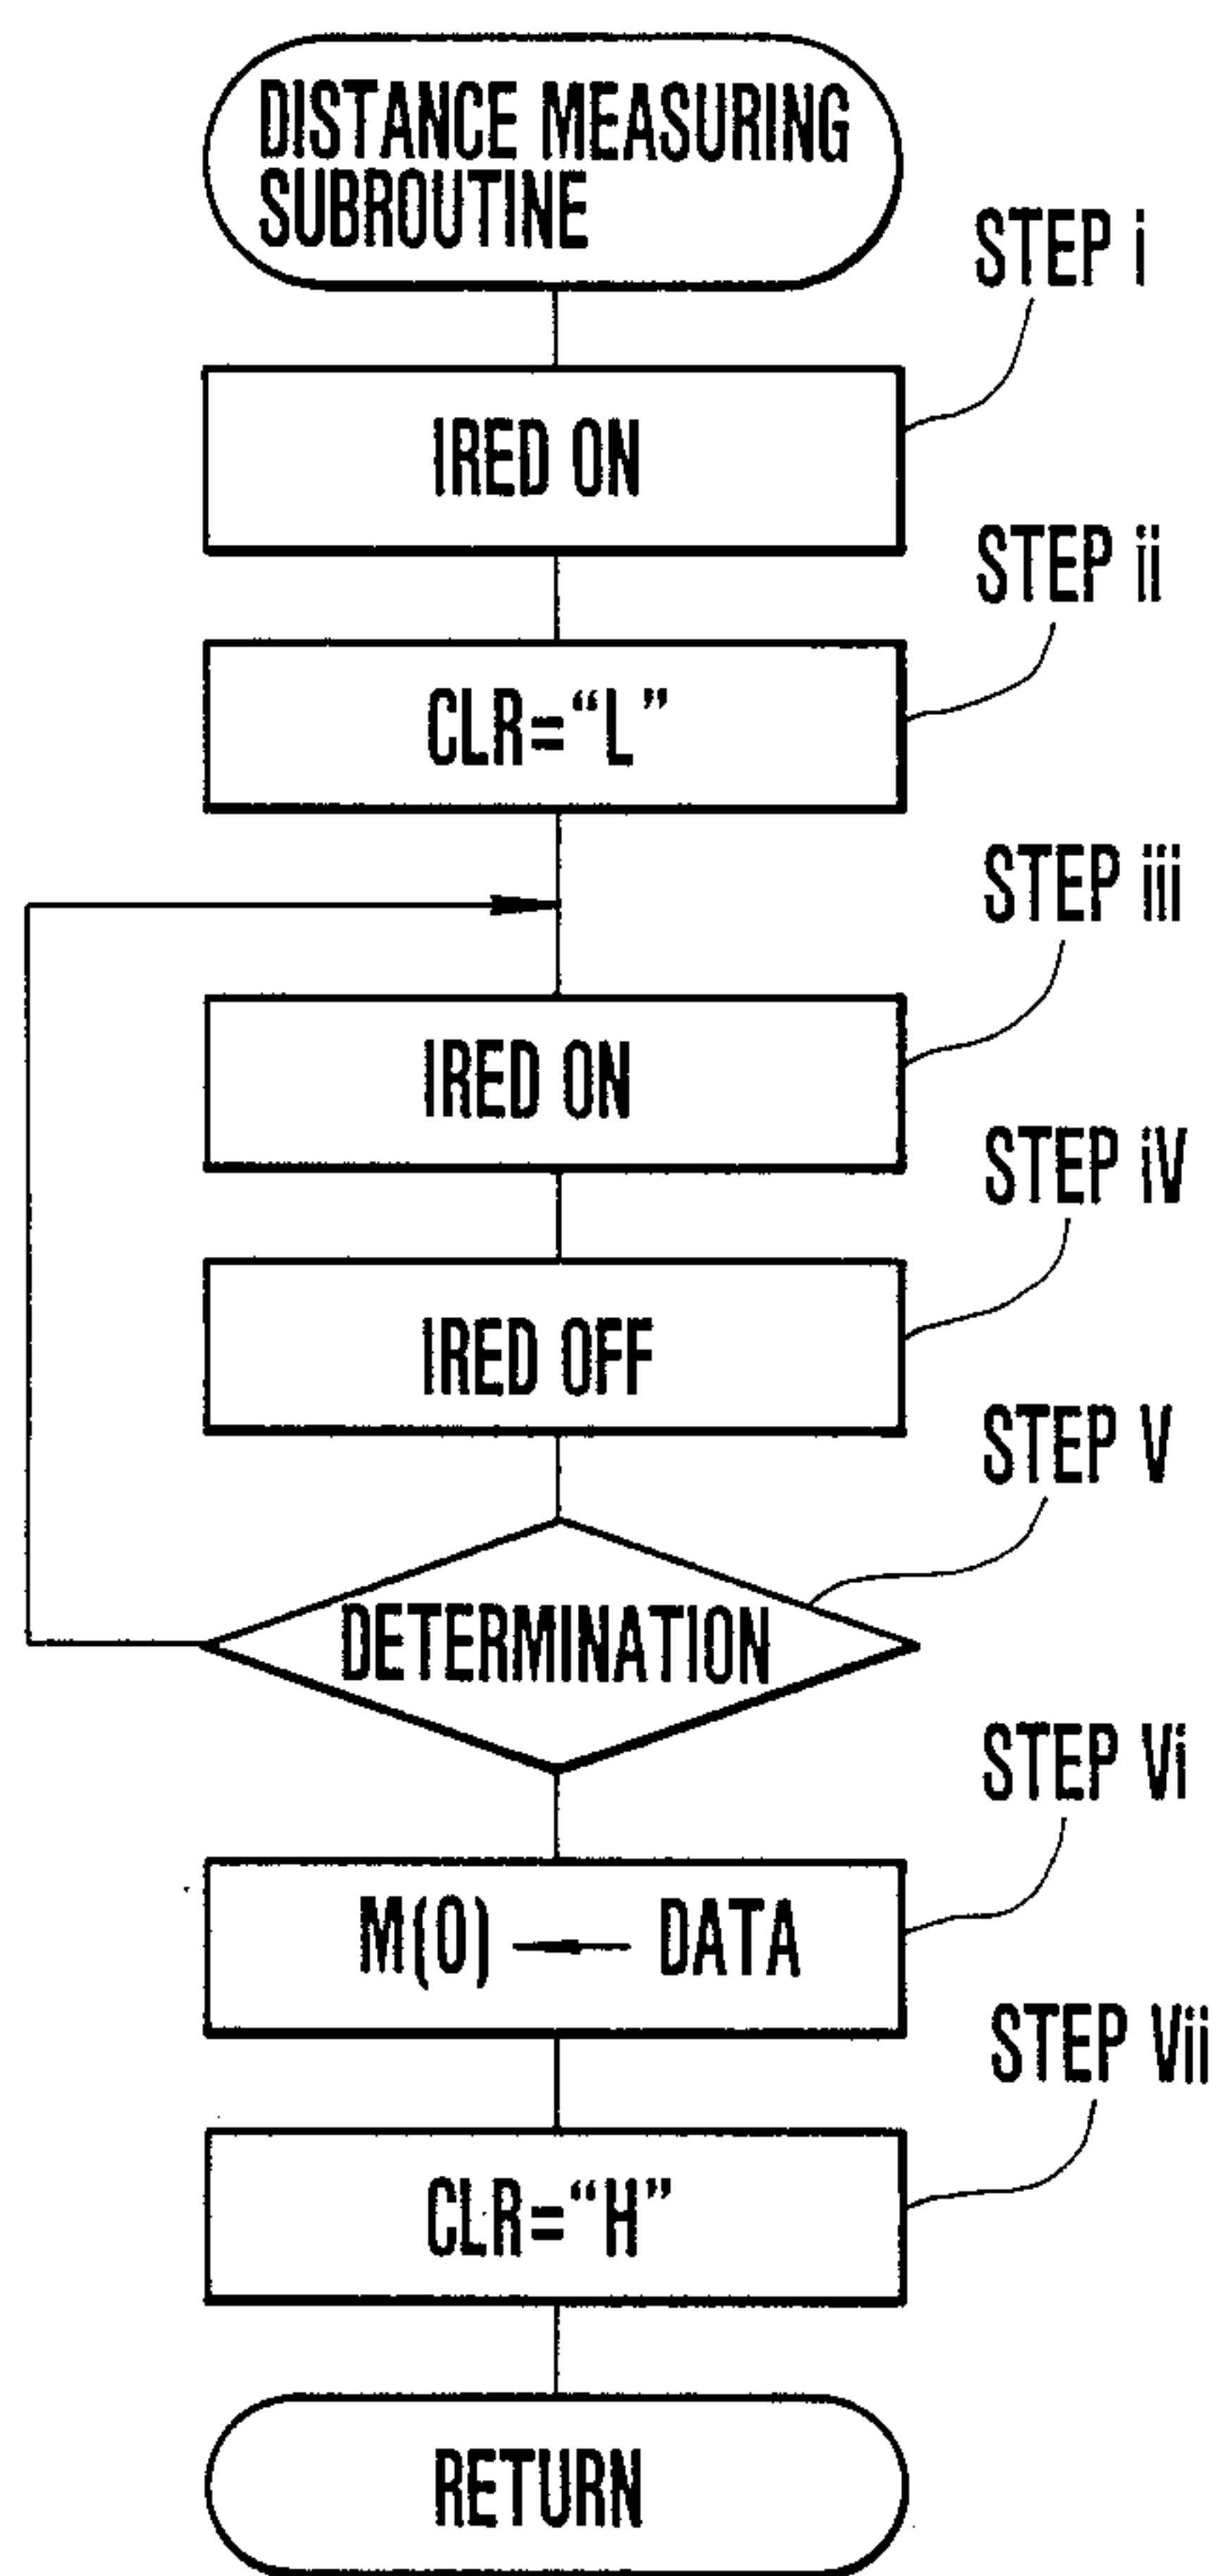 DISTANCE MEASURING
SUBROUTINE
STEP i
IRED ON
STEP ii
CLR="L"
STEP iii
IRED ON
STEP iV
IRED OFF
STEP V
DETERMINATION
STEP Vi
M(0) ← DATA
STEP Vii
CLR="H"
RETURN